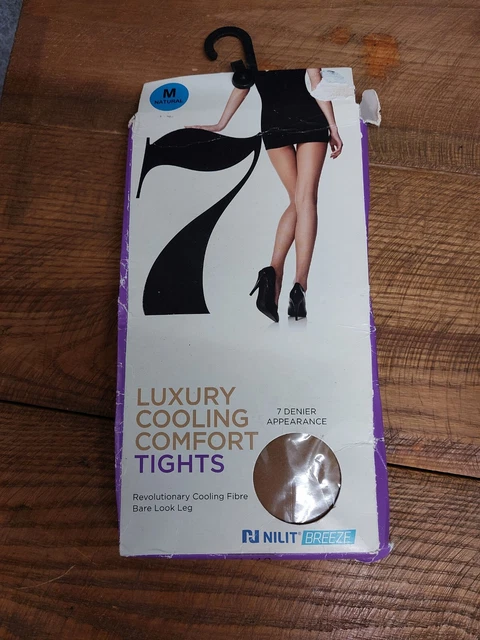 M
NATURAL
7
LUXURY
COOLING
COMFORT
TIGHTS
7 DENIER
APPEARANCE
Revolutionary Cooling Fibre
Bare Look Leg
NILIT® BREEZE